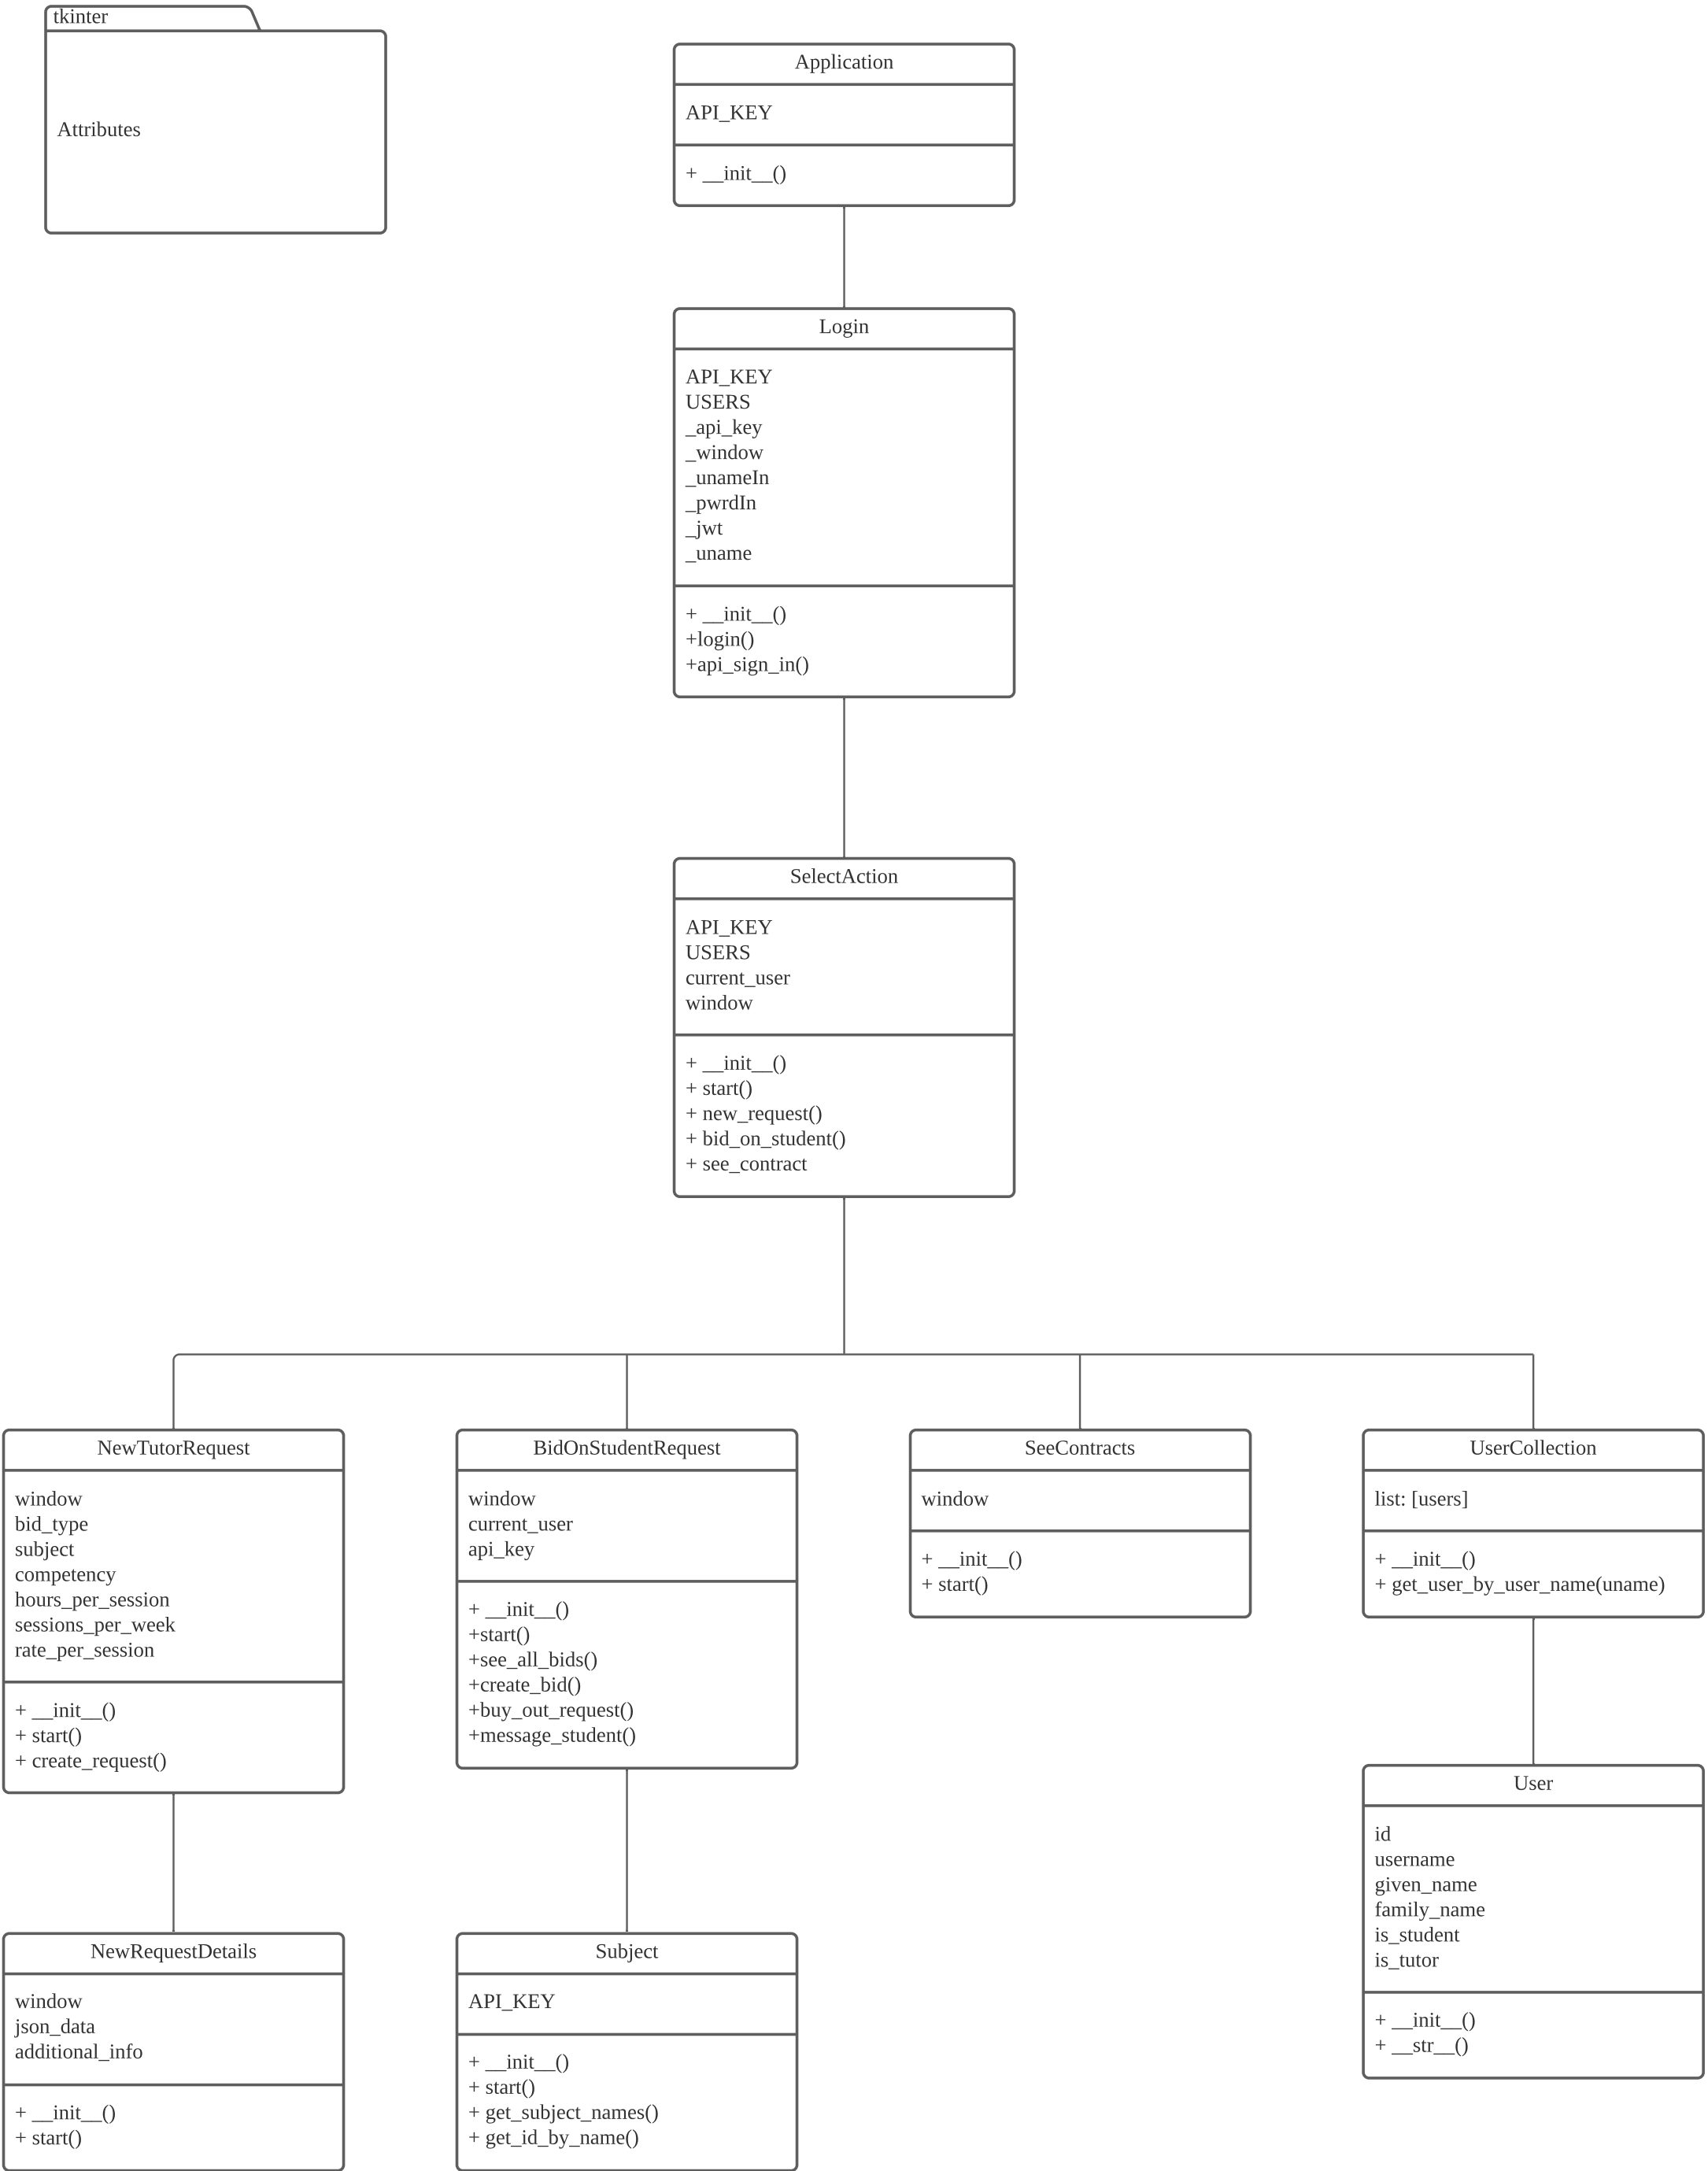 tkinter
Attributes
Application
API_KEY
+ __init__()
Login
API_KEY
USERS
_api_key
_window
_unameIn
_pwrdIn
_jwt
_uname
+ __init__()
+login()
+api_sign_in()
SelectAction
API_KEY
USERS
current_user
window
+ __init__()
+ start()
+ new_request()
+ bid_on_student()
+ see_contract
NewTutorRequest
window
bid_type
subject
competency
hours_per_session
sessions_per_week
rate_per_session
+ __init__()
+ start()
+ create_request()
BidOnStudentRequest
window
current_user
api_key
+ __init__()
+start()
+see_all_bids()
+create_bid()
+buy_out_request()
+message_student()
SeeContracts
window
+ __init__()
+ start()
UserCollection
list: [users]
+ __init__()
+ get_user_by_user_name(uname)
User
id
username
given_name
family_name
is_student
is_tutor
+ __init__()
+ __str__()
NewRequestDetails
window
json_data
additional_info
+ __init__()
+ start()
Subject
API_KEY
+ __init__()
+ start()
+ get_subject_names()
+ get_id_by_name()